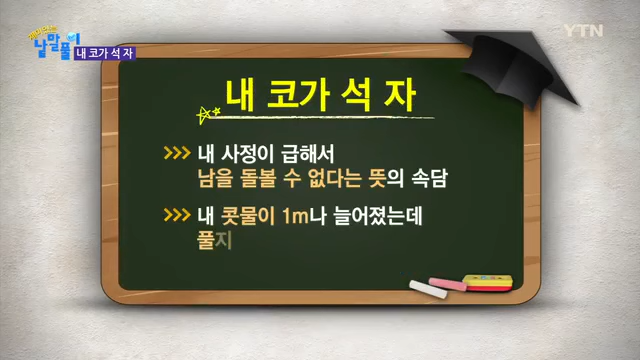 낱말풀이
내 코가 석 자
YTN
내 코가 석 자
>>> 내 사정이 급해서
남을 돌볼 수 없다는 뜻의 속담
>>> 내 콧물이 1m나 늘어졌는데
풀지